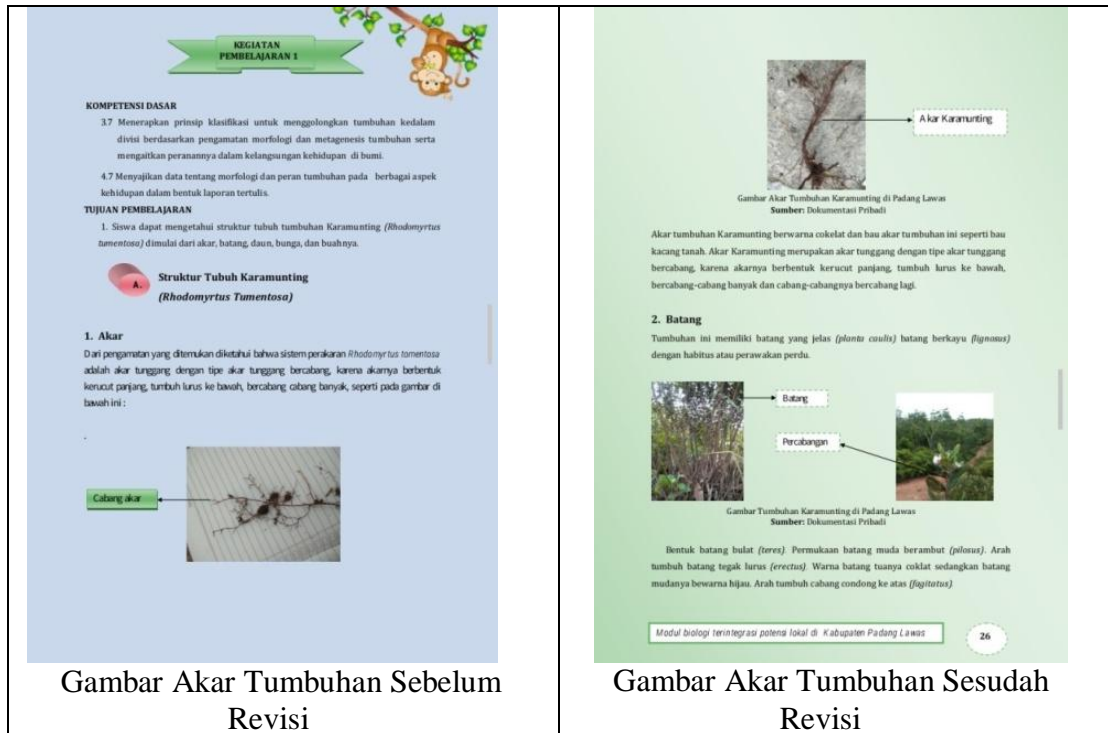 KEGIATAN
PEMBELAJARAN 1
KOMPETENSI DASAR
3.7 Menerapkan prinsip klasifikasi untuk menggolongkan tumbuhan kedalam
divisi berdasarkan pengamatan morfologi dan metagenesis tumbuhan serta
mengaitkan peranannya dalam kelangsungan kehidupan di bumi.
4.7 Menyajikan data tentang morfologi dan peran tumbuhan pada berbagai aspek
kehidupan dalam bentuk laporan tertulis.
TUJUAN PEMBELAJARAN
1. Siswa dapat mengetahui struktur tubuh tumbuhan Karamunting (Rhodomyrtus
tumentosa) dimulai dari akar, batang, daun, bunga, dan buahnya.
A. Struktur Tubuh Karamunting
(Rhodomyrtus Tumentosa)
1. Akar
Dari pengamatan yang ditemukan diketahui bahwa sistem perakaran Rhodomyrtus tomentosa
adalah akar tunggang dengan tipe akar tunggang bercabang, karena akarnya berbentuk
kerucut panjang, tumbuh lurus ke bawah, bercabang cabang banyak, seperti pada gambar di
bawah ini :
.
Cabang akar
Gambar Akar Tumbuhan Sebelum
Revisi
Akar Karamunting
Gambar Akar Tumbuhan Karamunting di Padang Lawas
Sumber: Dokumentasi Pribadi
Akar tumbuhan Karamunting berwarna cokelat dan bau akar tumbuhan ini seperti bau
kacang tanah. Akar Karamunting merupakan akar tunggang dengan tipe akar tunggang
bercabang, karena akarnya berbentuk kerucut panjang, tumbuh lurus ke bawah,
bercabang-cabang banyak dan cabang-cabangnya bercabang lagi.
2. Batang
Tumbuhan ini memiliki batang yang jelas (planta caulis) batang berkayu (lignosus)
dengan habitus atau perawakan perdu.
Batang
Percabangan
Gambar Tumbuhan Karamunting di Padang Lawas
Sumber: Dokumentasi Pribadi
Bentuk batang bulat (teres). Permukaan batang muda berambut (pilosus). Arah
tumbuh batang tegak lurus (erectus). Warna batang tuanya coklat sedangkan batang
mudanya bewarna hijau. Arah tumbuh cabang condong ke atas (fugitatus)
Modul biologi terintegrasi potensi lokal di Kabupaten Padang Lawas
26
Gambar Akar Tumbuhan Sesudah
Revisi